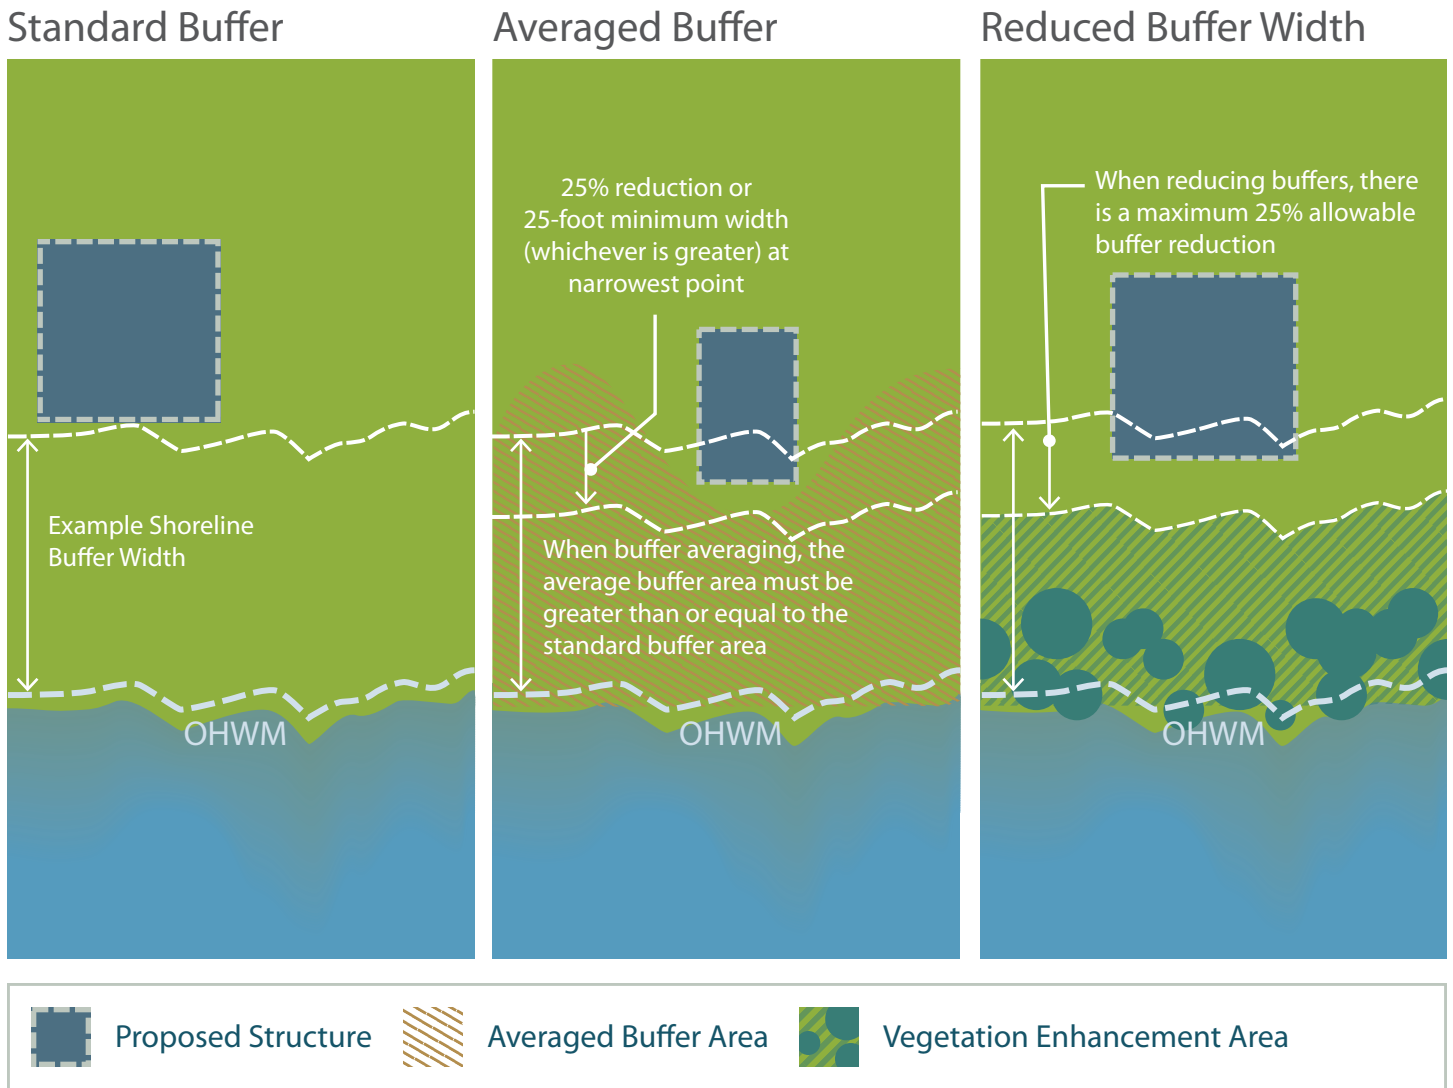 Standard Buffer
Averaged Buffer
Reduced Buffer Width
Example Shoreline
Buffer Width
OHWM
25% reduction or
25-foot minimum width
(whichever is greater) at
narrowest point
When buffer averaging, the
average buffer area must be
greater than or equal to the
standard buffer area
OHWM
When reducing buffers, there
is a maximum 25% allowable
buffer reduction
OHWM
Proposed Structure
Averaged Buffer Area
Vegetation Enhancement Area